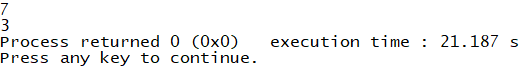 7
3
Process returned 0 (0x0)   execution time : 21.187 s
Press any key to continue.